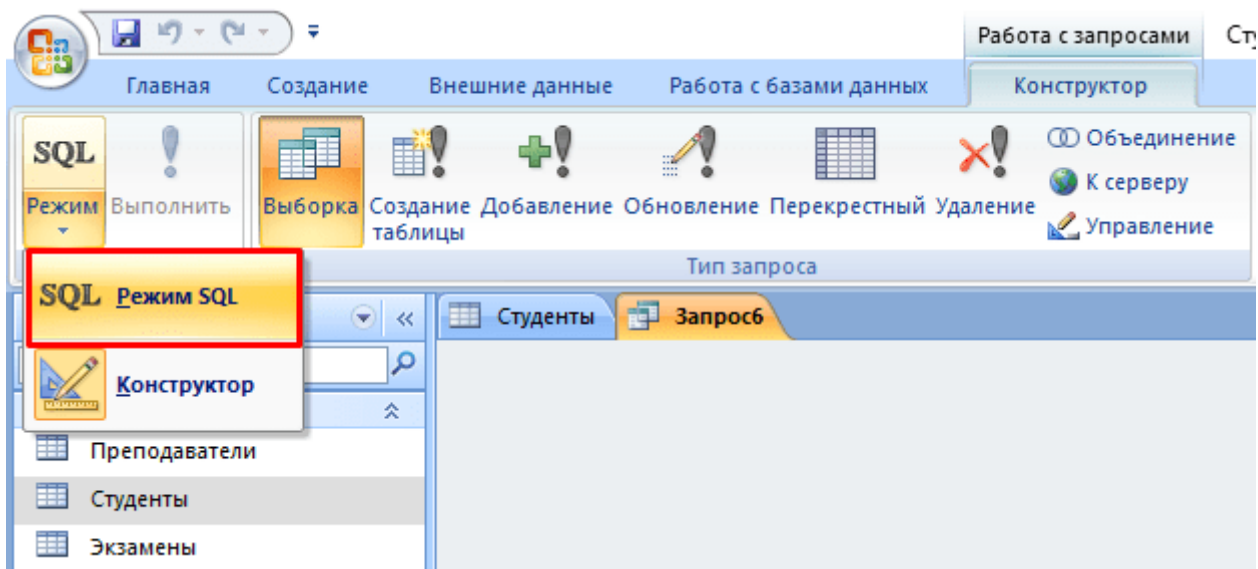 Работа с запросами
Главная Создание Внешние данные Работа с базами данных Конструктор
SQL
Режим Выполнить
Выборка Создание таблицы Добавление Обновление Перекрестный Удаление
Объединение
К серверу
Управление
Тип запроса
SQL Режим SQL
Конструктор
Студенты Запрос6
Преподаватели
Студенты
Экзамены